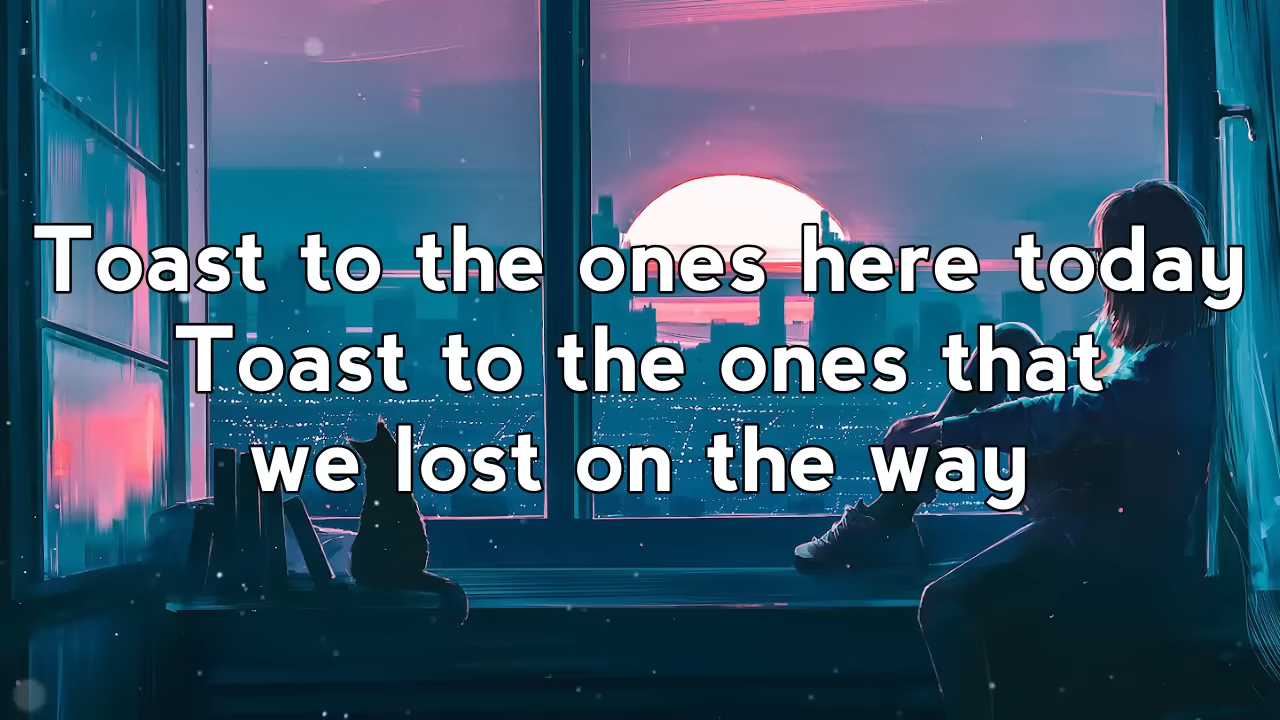 Toast to the ones here today
Toast to the ones that
we lost on the way